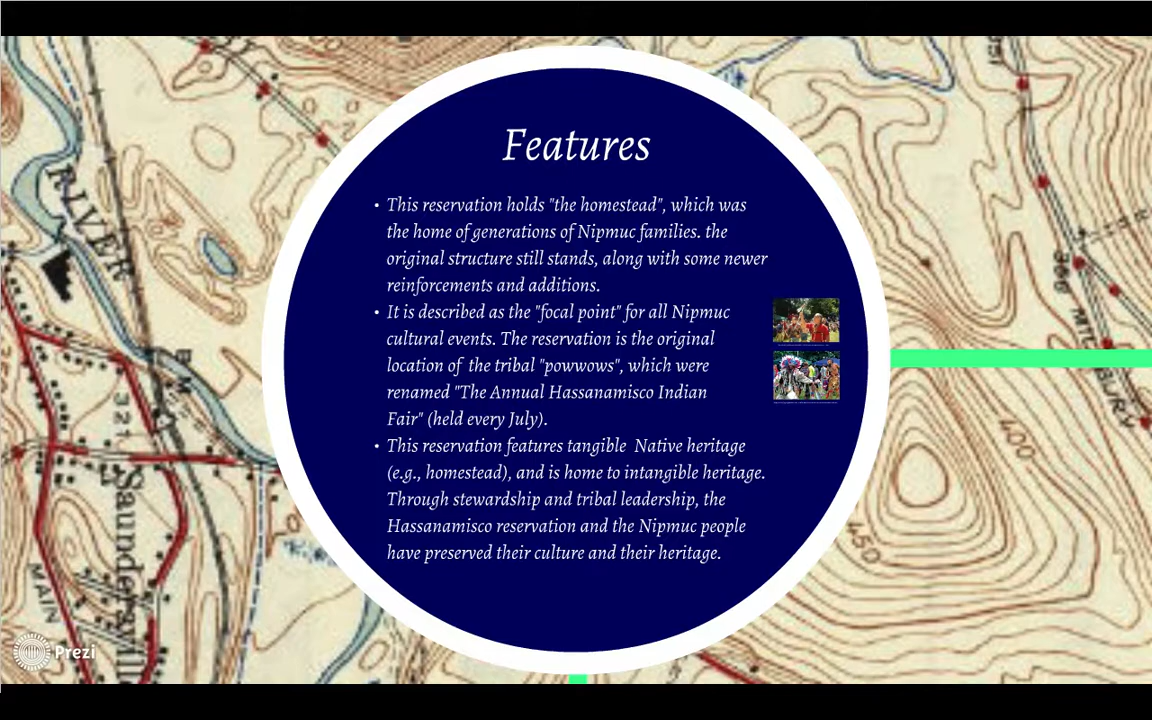 Features
• This reservation holds "the homestead", which was
the home of generations of Nipmuc families. the
original structure still stands, along with some newer
reinforcements and additions.
• It is described as the "focal point" for all Nipmuc
cultural events. The reservation is the original
location of the tribal "powwows", which were
renamed "The Annual Hassanamisco Indian
Fair" (held every July).
• This reservation features tangible Native heritage
(e.g., homestead), and is home to intangible heritage.
Through stewardship and tribal leadership, the
Hassanamisco reservation and the Nipmuc people
have preserved their culture and their heritage.
RIVER
B.M.
321
Saundersvill
MAIN
Prezi
400
450